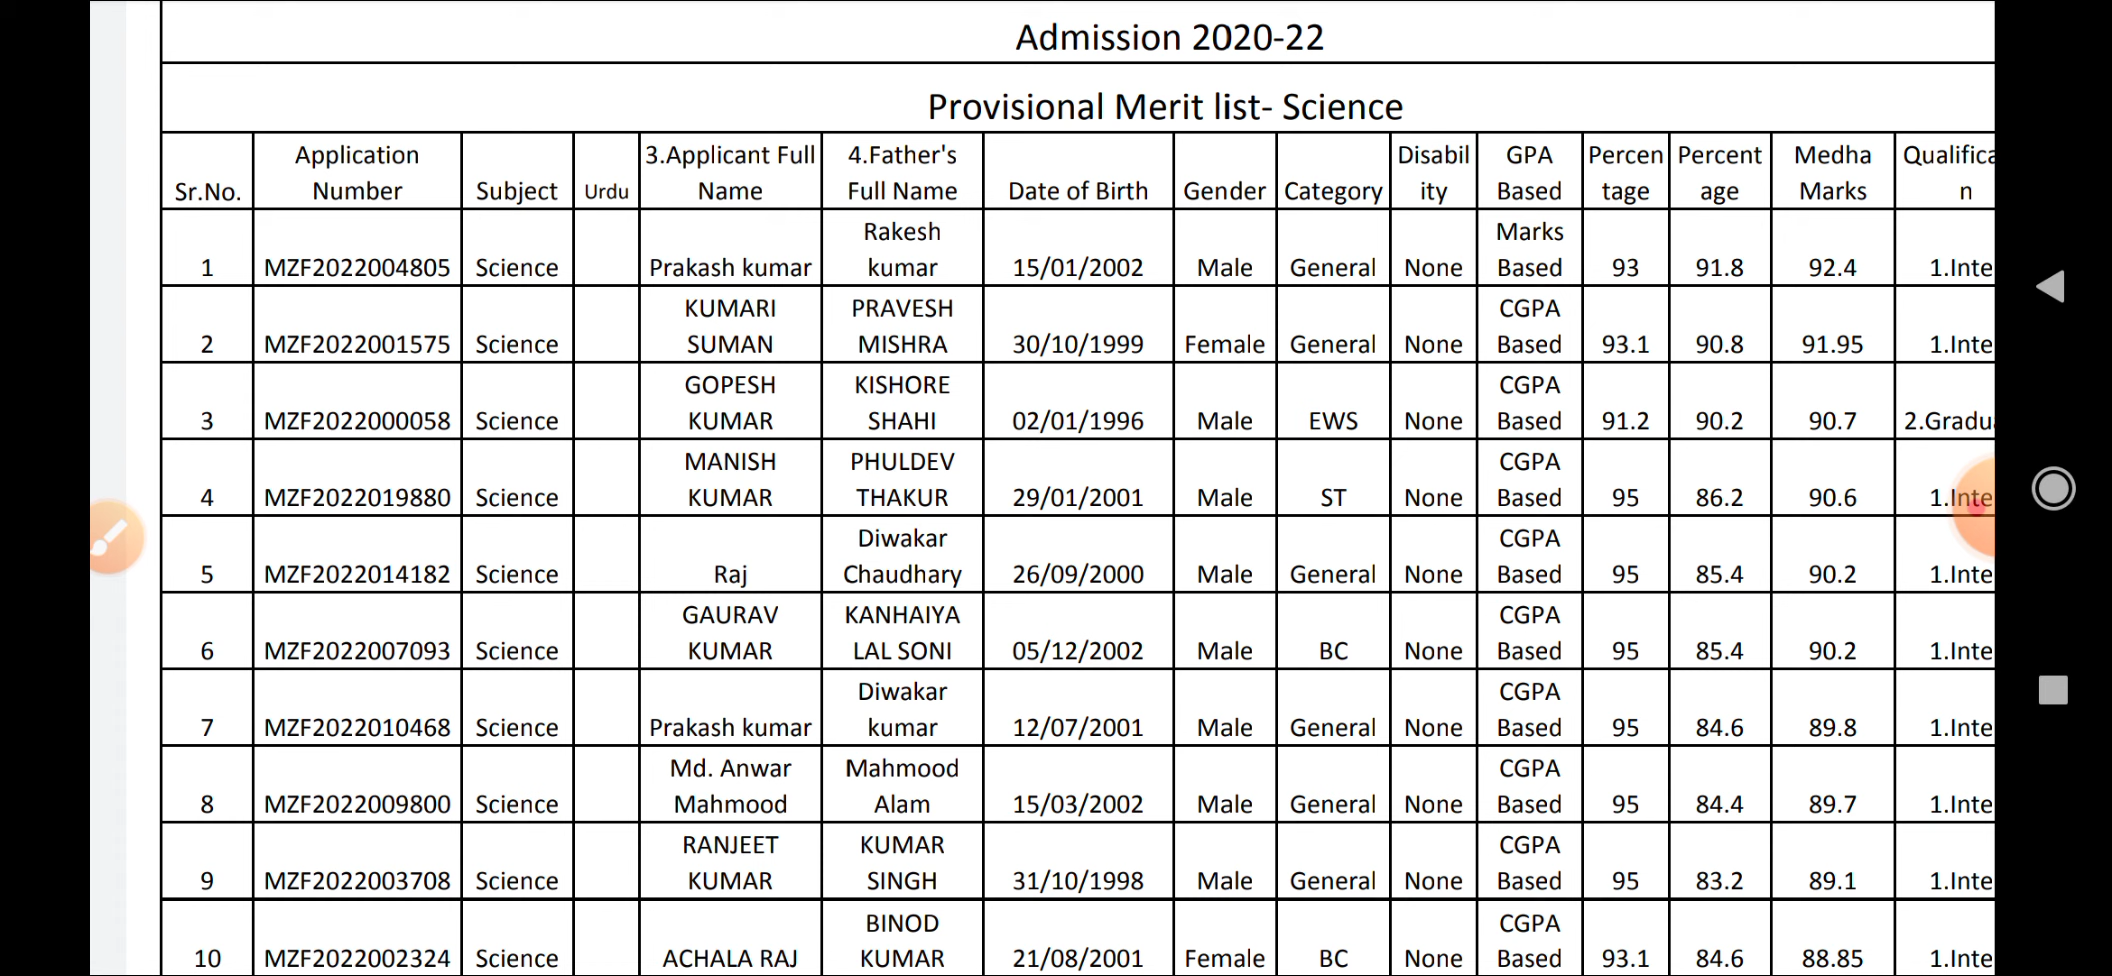 Admission 2020-22
Provisional Merit list- Science
Sr.No. Application Number Subject Urdu 3.Applicant Full Name 4.Father's Full Name Date of Birth Gender Category Disability GPA Based Percentage Percentage Medha Marks Qualifica n
1 MZF2022004805 Science Prakash kumar Rakesh kumar 15/01/2002 Male General None Marks Based 93 91.8 92.4 1.Inte
2 MZF2022001575 Science KUMARI SUMAN PRAVESH MISHRA 30/10/1999 Female General None CGPA Based 93.1 90.8 91.95 1.Inte
3 MZF2022000058 Science GOPESH KUMAR KISHORE SHAHI 02/01/1996 Male EWS None CGPA Based 91.2 90.2 90.7 2.Gradu
4 MZF2022019880 Science MANISH KUMAR PHULDEV THAKUR 29/01/2001 Male ST None CGPA Based 95 86.2 90.6 1.Inte
5 MZF2022014182 Science Raj Diwakar Chaudhary 26/09/2000 Male General None CGPA Based 95 85.4 90.2 1.Inte
6 MZF2022007093 Science GAURAV KUMAR KANHAIYA LAL SONI 05/12/2002 Male BC None CGPA Based 95 85.4 90.2 1.Inte
7 MZF2022010468 Science Prakash kumar Diwakar kumar 12/07/2001 Male General None CGPA Based 95 84.6 89.8 1.Inte
8 MZF2022009800 Science Md. Anwar Mahmood Mahmood Alam 15/03/2002 Male General None CGPA Based 95 84.4 89.7 1.Inte
9 MZF2022003708 Science RANJEET KUMAR KUMAR SINGH 31/10/1998 Male General None CGPA Based 95 83.2 89.1 1.Inte
10 MZF2022002324 Science ACHALA RAJ BINOD KUMAR 21/08/2001 Female BC None CGPA Based 93.1 84.6 88.85 1.Inte